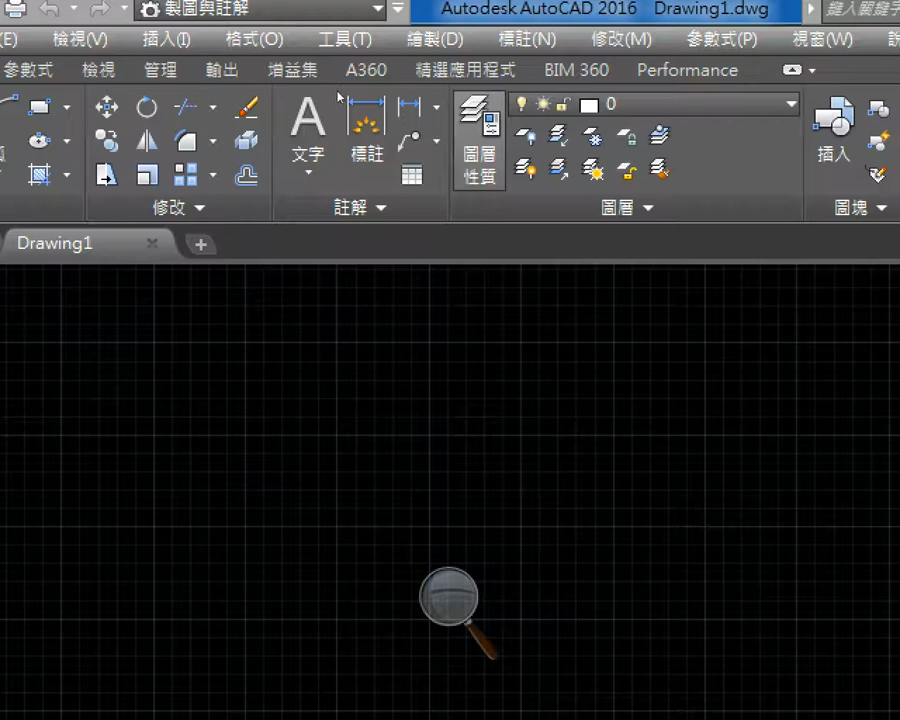 製圖與註解 Autodesk AutoCAD 2016 Drawing1.dwg 鍵入關鍵字
(E) 檢視(V) 插入(I) 格式(O) 工具(T) 繪製(D) 標註(N) 修改(M) 參數式(P) 視窗(W)
參數式 檢視 管理 輸出 增益集 A360 精選應用程式 BIM 360 Performance
0
文字 標註 圖層 插入
性質
修改 註解 圖層 圖塊
Drawing1